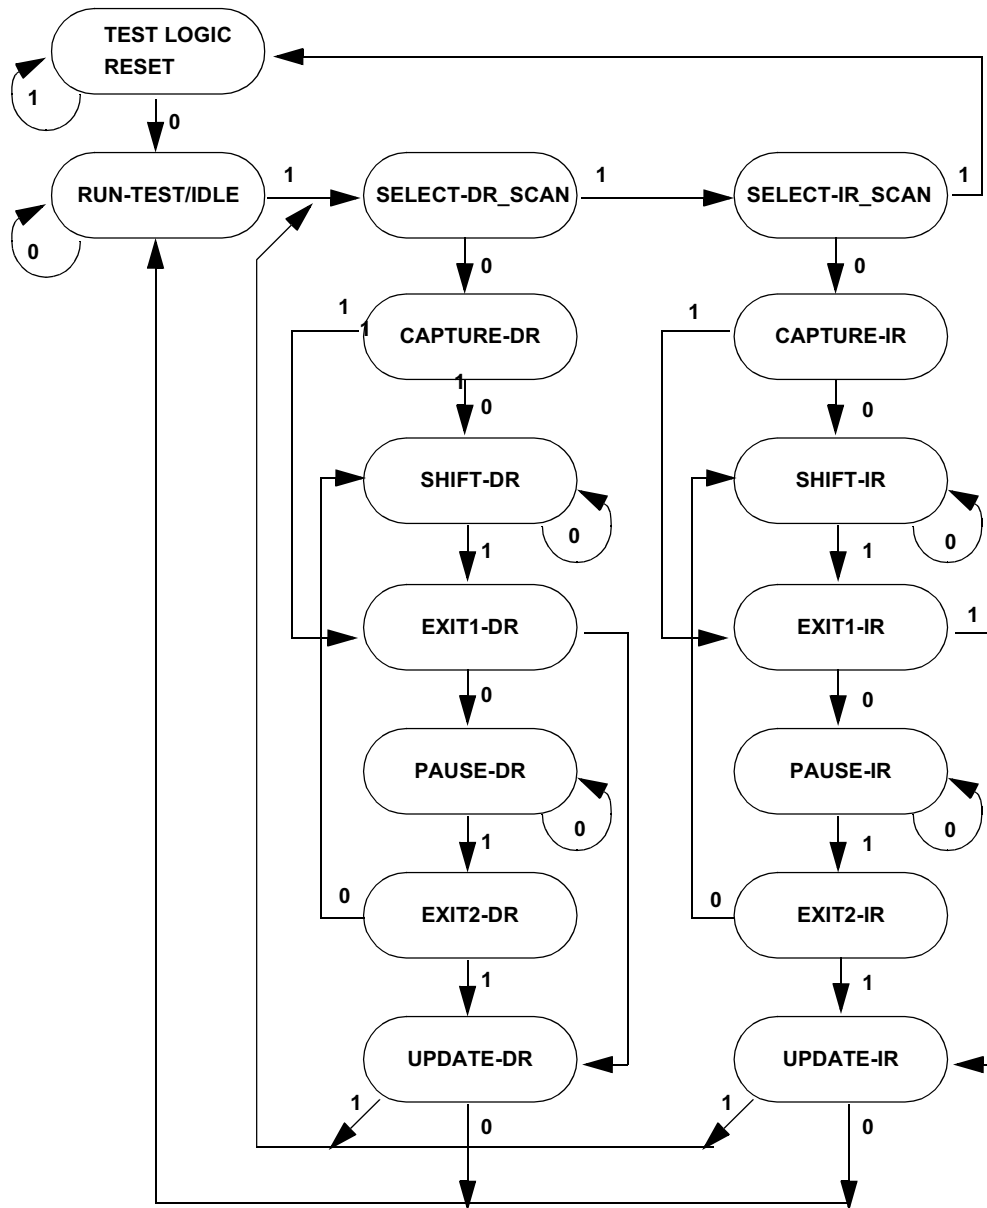 TEST LOGIC
RESET
1
0
RUN-TEST/IDLE
1
SELECT-DR_SCAN
1
SELECT-IR_SCAN
1
0
0
0
1
1
CAPTURE-DR
1
CAPTURE-IR
1
0
0
SHIFT-DR
0
SHIFT-IR
0
1
1
EXIT1-DR
EXIT1-IR
1
0
0
PAUSE-DR
0
PAUSE-IR
0
1
1
0
EXIT2-DR
0
EXIT2-IR
1
1
UPDATE-DR
UPDATE-IR
1
0
1
0